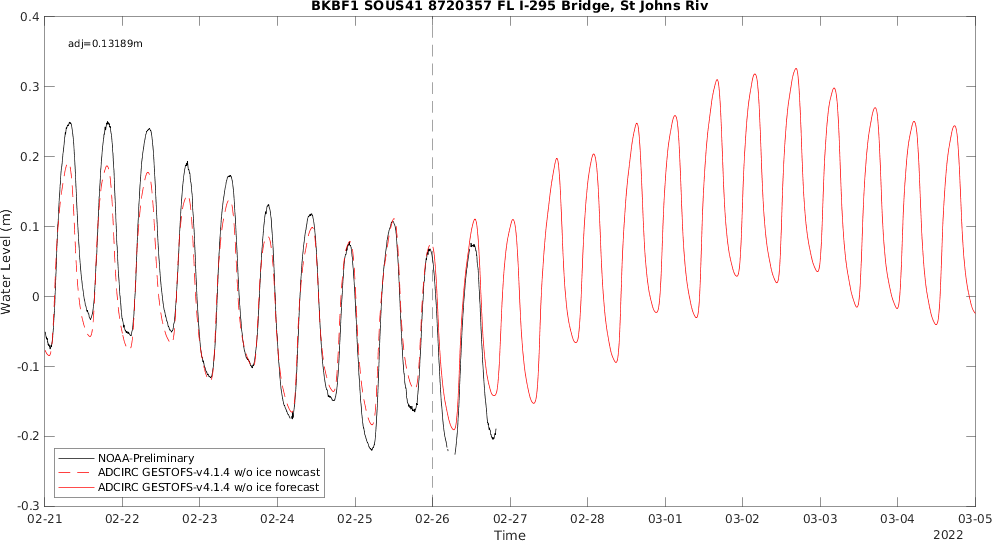 BKBF1 SOUS41 8720357 FL I-295 Bridge, St Johns Riv
adj=0.13189m
0.4
0.3
0.2
0.1
0
-0.1
-0.2
-0.3
Water Level (m)
NOAA-Preliminary
ADCIRC GESTOFS-v4.1.4 w/o ice nowcast
ADCIRC GESTOFS-v4.1.4 w/o ice forecast
02-21 02-22 02-23 02-24 02-25 02-26 02-27 02-28 03-01 03-02 03-03 03-04 03-05
Time
2022